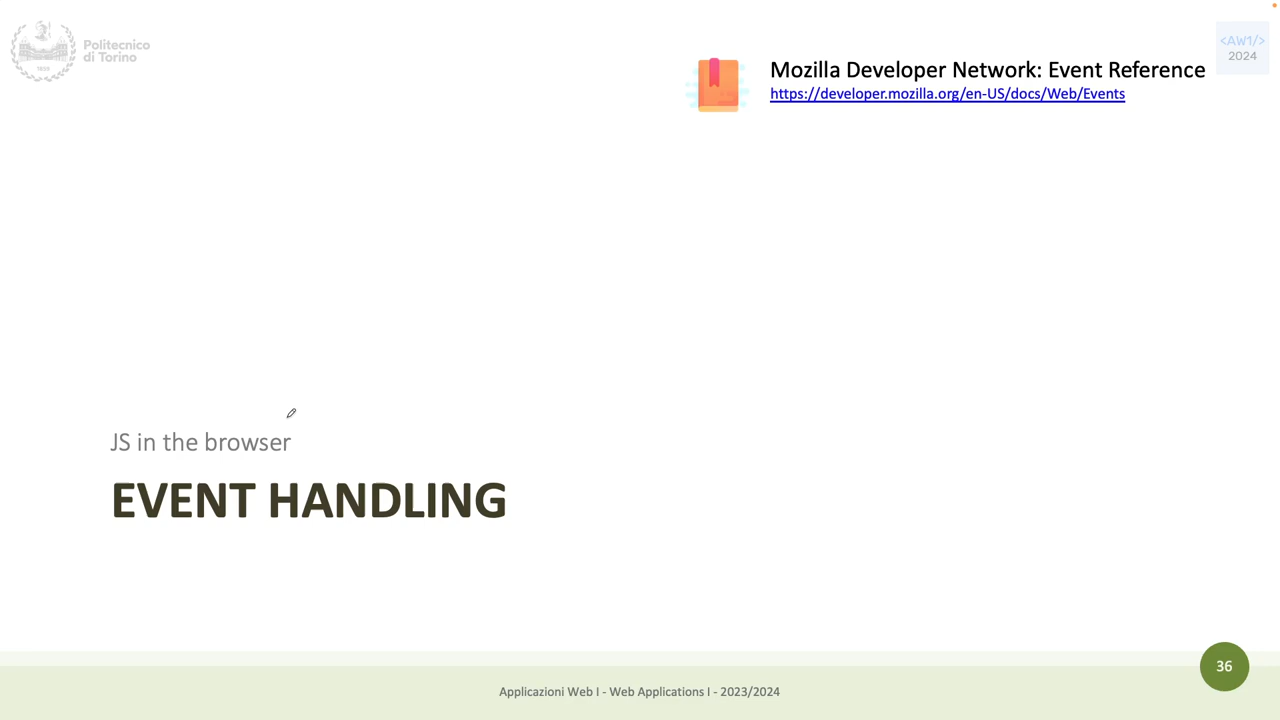 Politecnico
di Torino
1859
Mozilla Developer Network: Event Reference
https://developer.mozilla.org/en-US/docs/Web/Events
<AW1/>
2024
JS in the browser
EVENT HANDLING
36
Applicazioni Web I - Web Applications I - 2023/2024